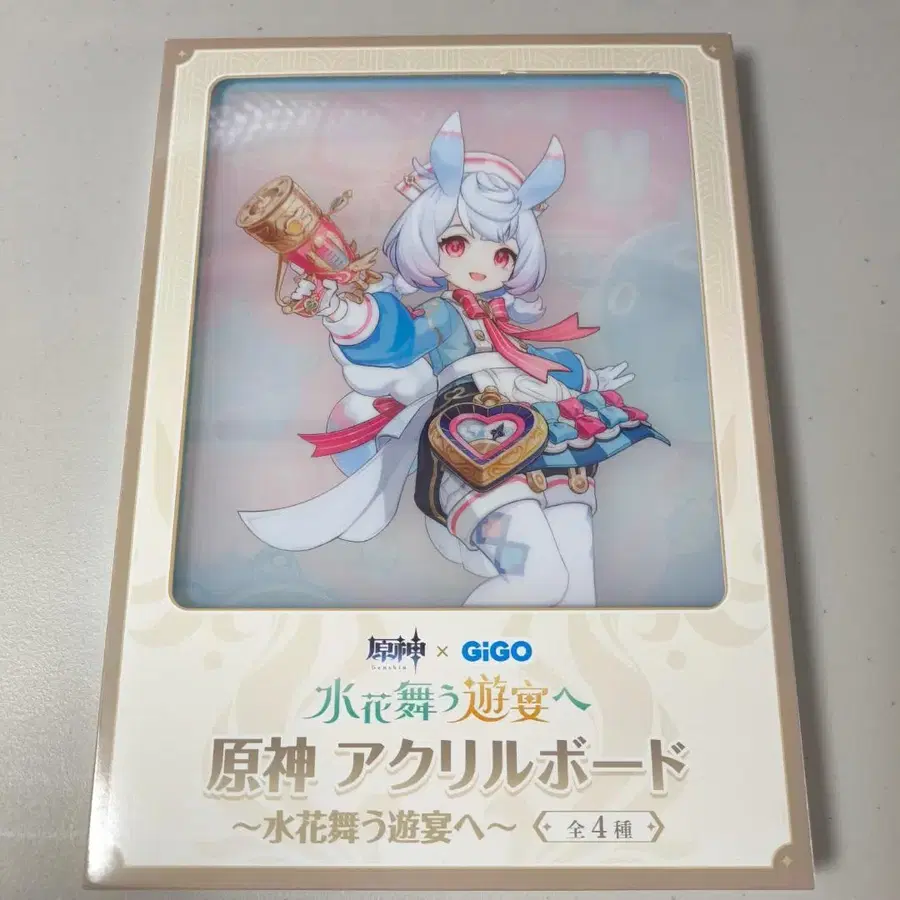 原神 × GiGO
Genshin
水花舞う遊宴へ
原神 アクリルボード
～水花舞う遊宴へ～ 全4種